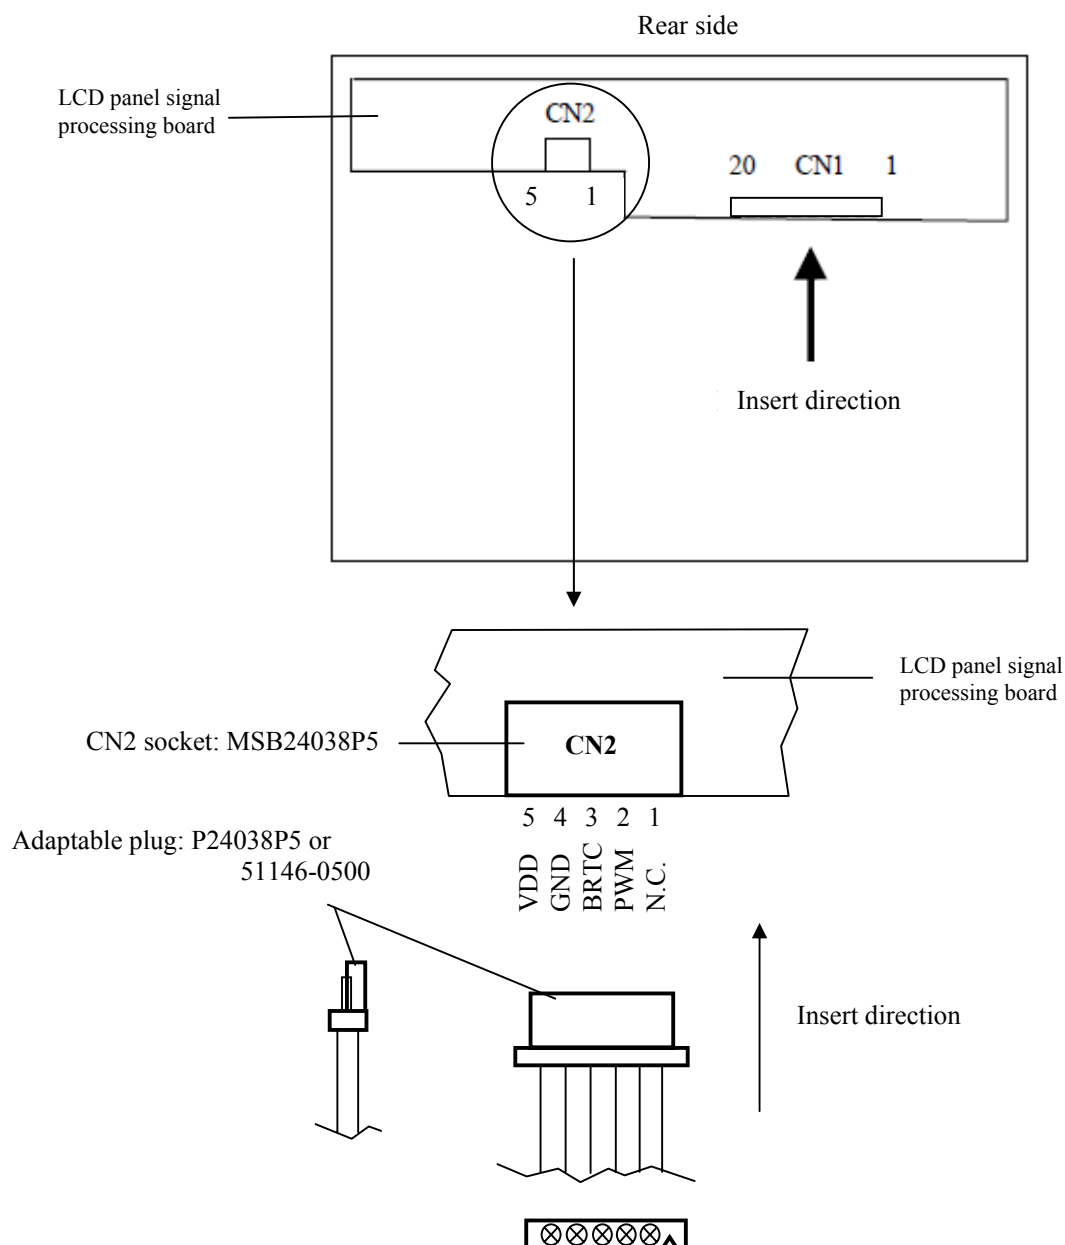 Rear side
LCD panel signal
processing board
CN2
5 1
20 CN1 1
Insert direction
LCD panel signal
processing board
CN2 socket: MSB24038P5
CN2
5 4 3 2 1
VDD
GND
BRTC
PWM
N.C.
Adaptable plug: P24038P5 or
51146-0500
Insert direction